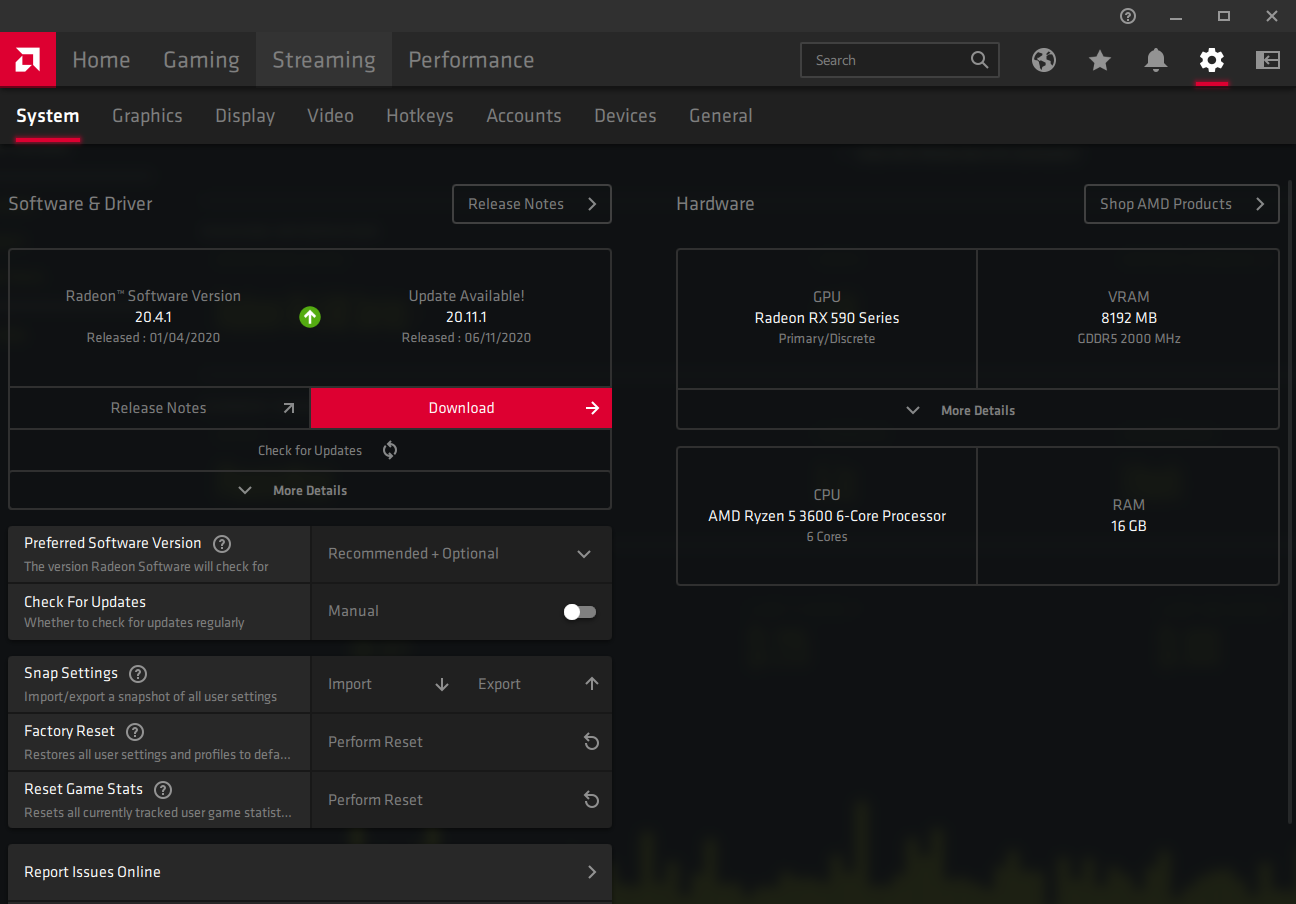 Home Gaming Streaming Performance Search
System Graphics Display Video Hotkeys Accounts Devices General
Software & Driver
Release Notes
Radeon™ Software Version
20.4.1
Released : 01/04/2020
Update Available!
20.11.1
Released : 06/11/2020
Release Notes
Download
Check for Updates
More Details
Preferred Software Version
The version Radeon Software will check for
Recommended + Optional
Check For Updates
Whether to check for updates regularly
Manual
Snap Settings
Import/export a snapshot of all user settings
Import
Export
Factory Reset
Restores all user settings and profiles to defa...
Perform Reset
Reset Game Stats
Resets all currently tracked user game statist...
Perform Reset
Report Issues Online
Hardware
Shop AMD Products
GPU
Radeon RX 590 Series
Primary/Discrete
VRAM
8192 MB
GDDR5 2000 MHz
More Details
CPU
AMD Ryzen 5 3600 6-Core Processor
6 Cores
RAM
16 GB